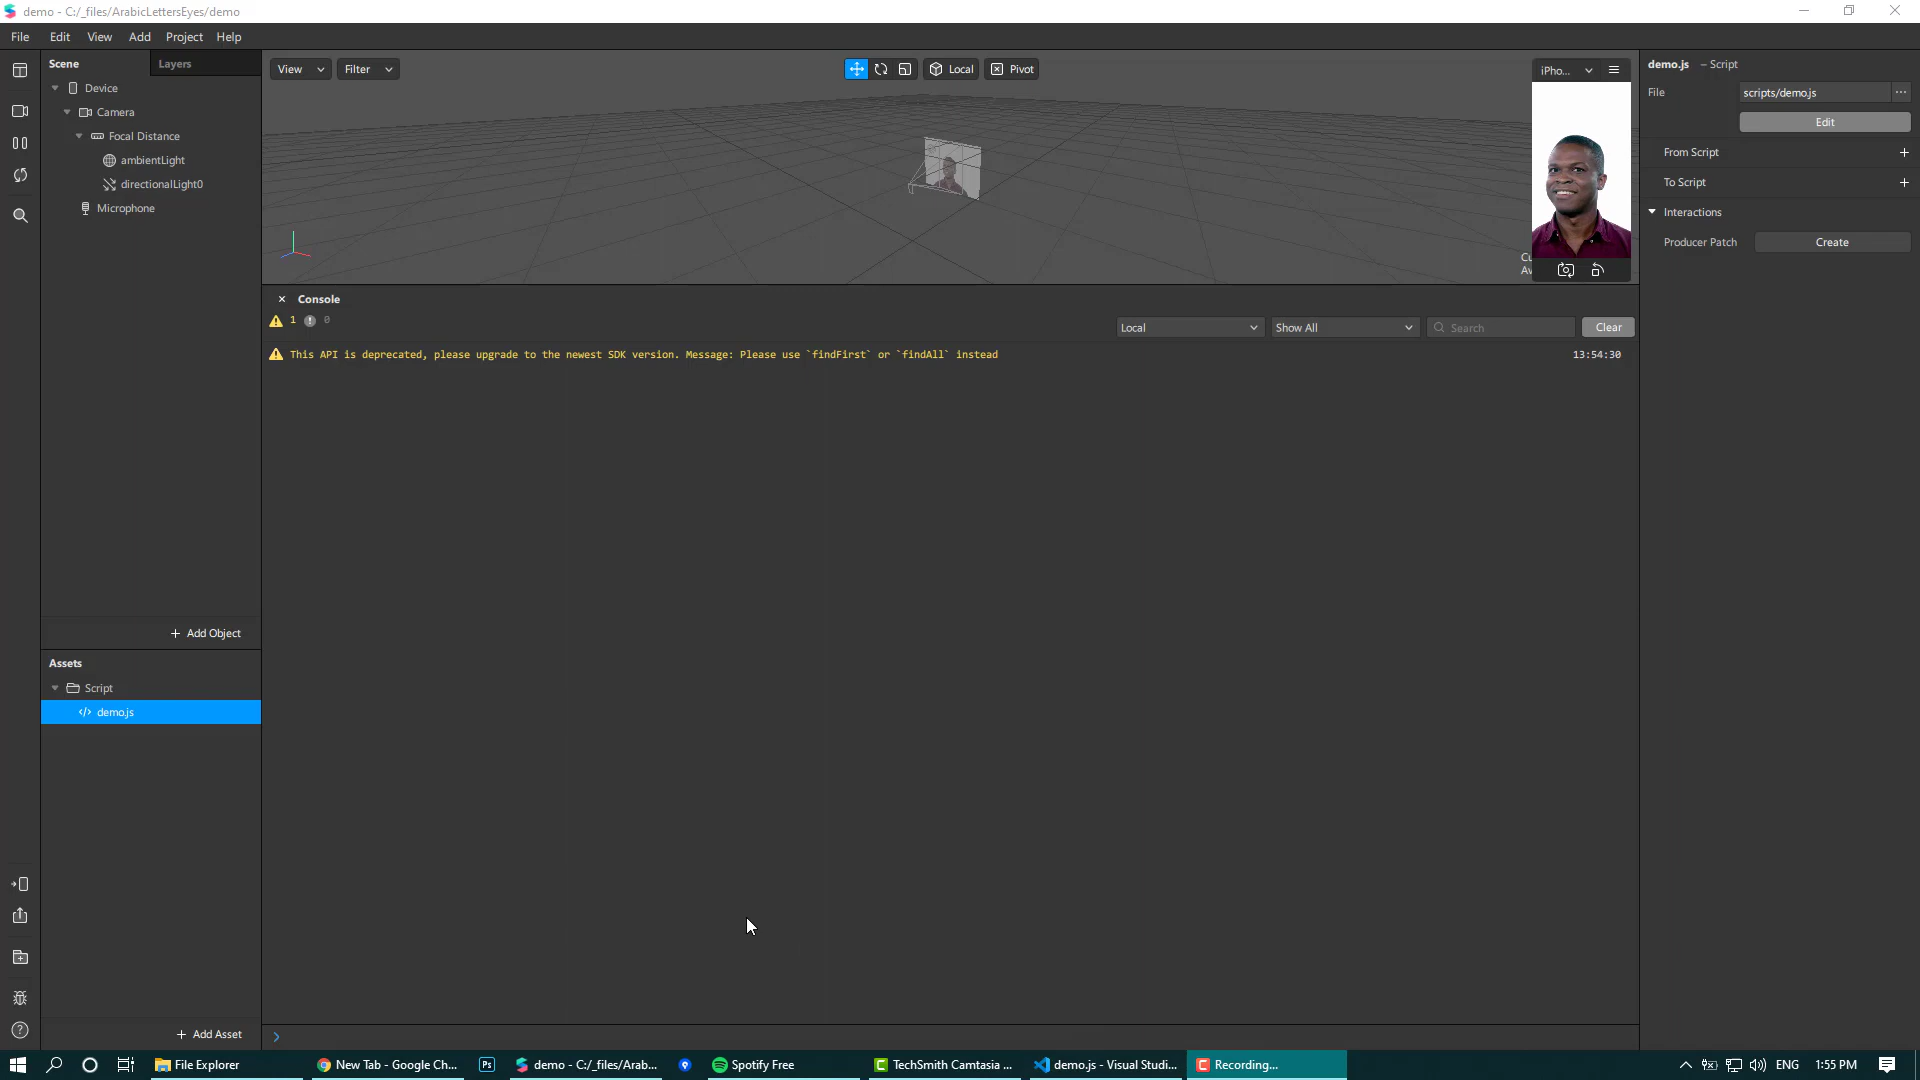 demo - C:/_files/ArabicLettersEyes/demo
File Edit View Add Project Help
Scene Layers
Device
Camera
Focal Distance
ambientLight
directionalLight0
Microphone
+ Add Object
Assets
Script
demo.js
+ Add Asset
View Filter
Local Pivot
iPho...
Console
1 0
Local Show All Search Clear
This API is deprecated, please upgrade to the newest SDK version. Message: Please use `findFirst` or `findAll` instead 13:54:30
demo.js – Script
File scripts/demo.js ...
Edit
From Script +
To Script +
Interactions
Producer Patch Create
File Explorer New Tab - Google Ch... Ps demo - C:/_files/Arab... Spotify Free TechSmith Camtasia ... demo.js - Visual Studi... Recording... ENG 1:55 PM